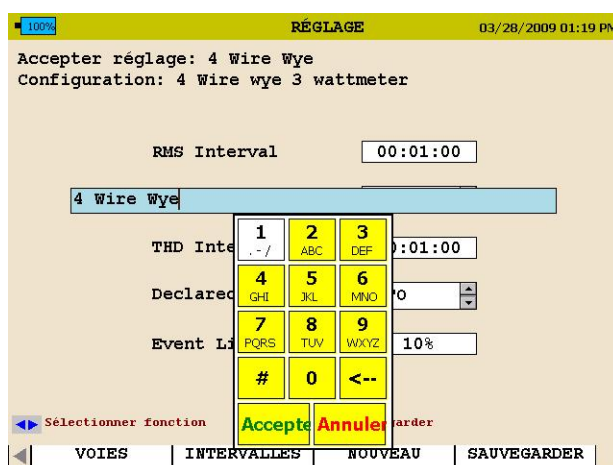 100% RÉGLAGE 03/28/2009 01:19 PM
Accepter réglage: 4 Wire Wye
Configuration: 4 Wire wye 3 wattmeter
RMS Interval 00:01:00
4 Wire Wye
1 2 3
.-/ ABC DEF
THD Inte :01:00
4 5 6
GHI JKL MNO
Declared
7 8 9
PQRS TUV WXYZ
Event Li 10%
# 0 <--
Accepte Annuler
Sélectionner fonction arder
VOIES INTERVALLES NOUVEAU SAUVEGARDER